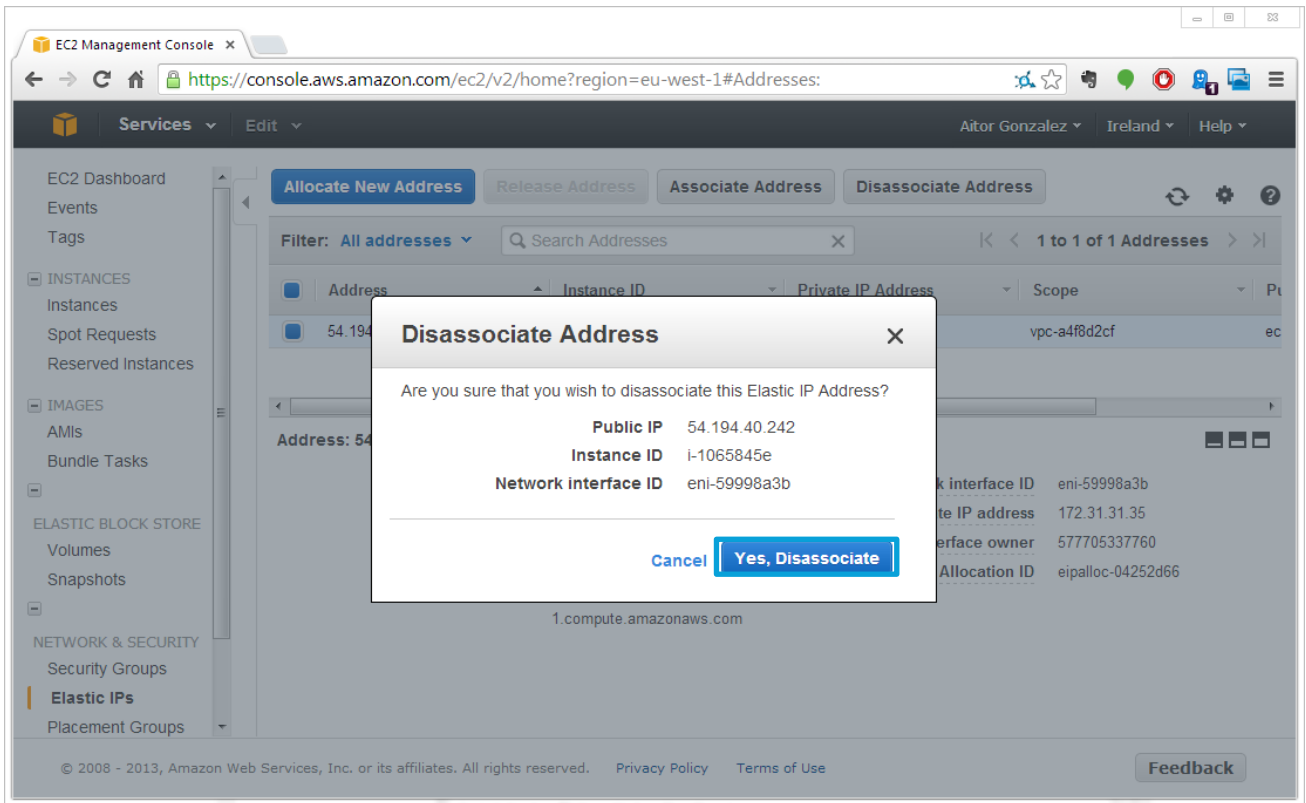 EC2 Management Console
https://console.aws.amazon.com/ec2/v2/home?region=eu-west-1#Addresses:
1
Services Edit Aitor Gonzalez Ireland Help
EC2 Dashboard
Events
Tags
INSTANCES
Instances
Spot Requests
Reserved Instances
IMAGES
AMIs
Bundle Tasks
ELASTIC BLOCK STORE
Volumes
Snapshots
NETWORK & SECURITY
Security Groups
Elastic IPs
Placement Groups
Allocate New Address Release Address Associate Address Disassociate Address
Filter: All addresses Search Addresses 1 to 1 of 1 Addresses
Address Instance ID Private IP Address Scope
54.194 vpc-a4f8d2cf ec
Address: 54
Disassociate Address
Are you sure that you wish to disassociate this Elastic IP Address?
Public IP 54.194.40.242
Instance ID i-1065845e
Network interface ID eni-59998a3b
Cancel Yes, Disassociate
k interface ID eni-59998a3b
te IP address 172.31.31.35
erface owner 577705337760
Allocation ID eipalloc-04252d66
1.compute.amazonaws.com
© 2008 - 2013, Amazon Web Services, Inc. or its affiliates. All rights reserved. Privacy Policy Terms of Use Feedback